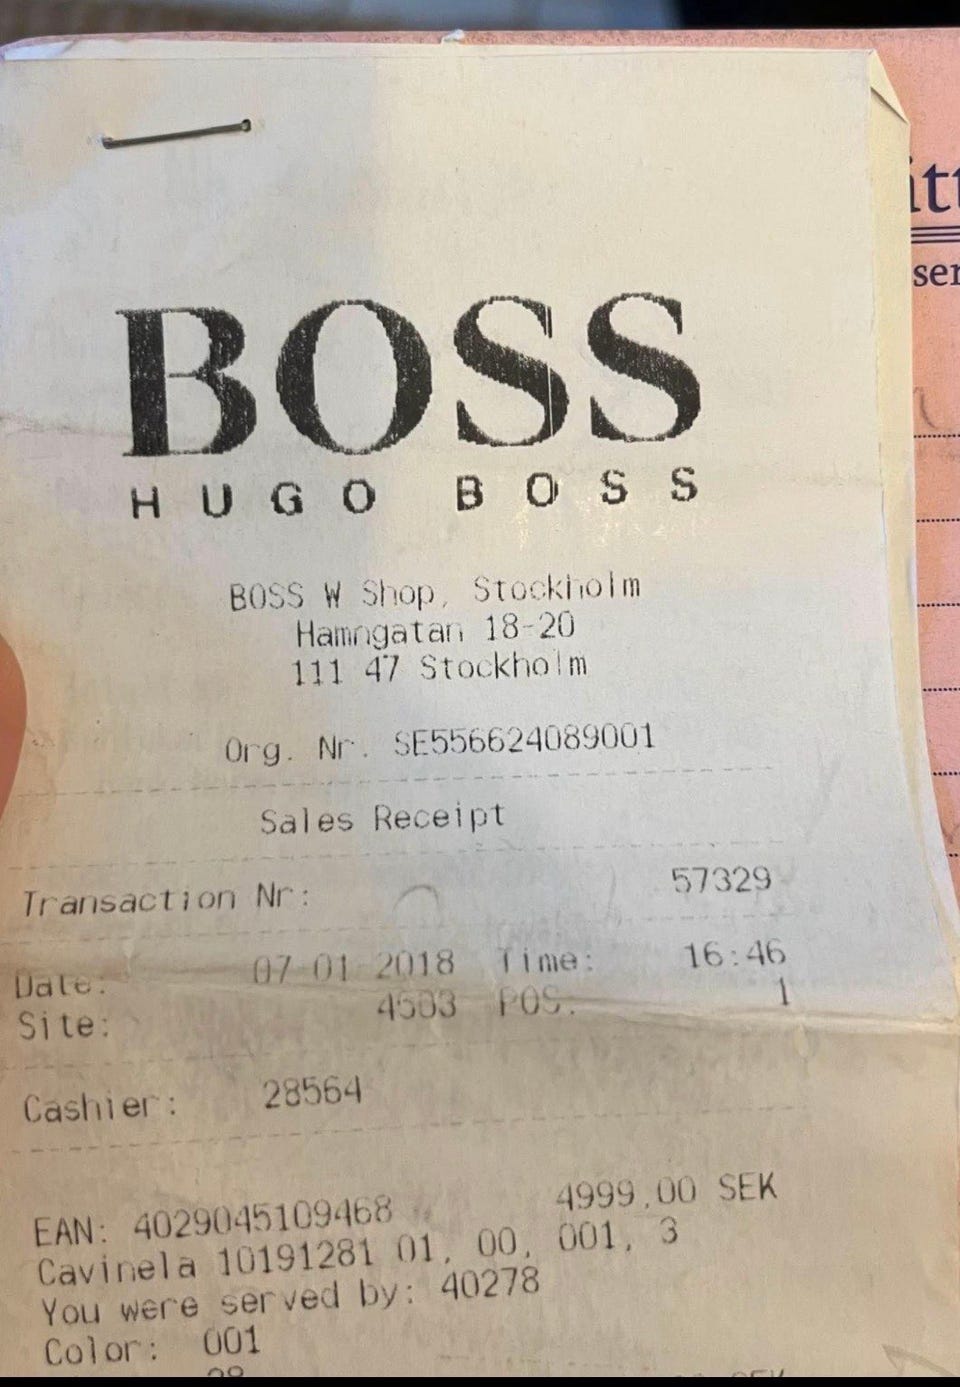 BOSS
HUGO BOSS
BOSS W Shop, Stockholm
Hamngatan 18-20
111 47 Stockholm
Org. Nr. SE556624089001
Sales Receipt
Transaction Nr: 57329
Date: 07-01-2018 Time: 16:46
Site: 4503 POS: 1
Cashier: 28564
EAN: 4029045109468 4999,00 SEK
Cavinela 10191281 01, 00, 001, 3
You were served by: 40278
Color: 001